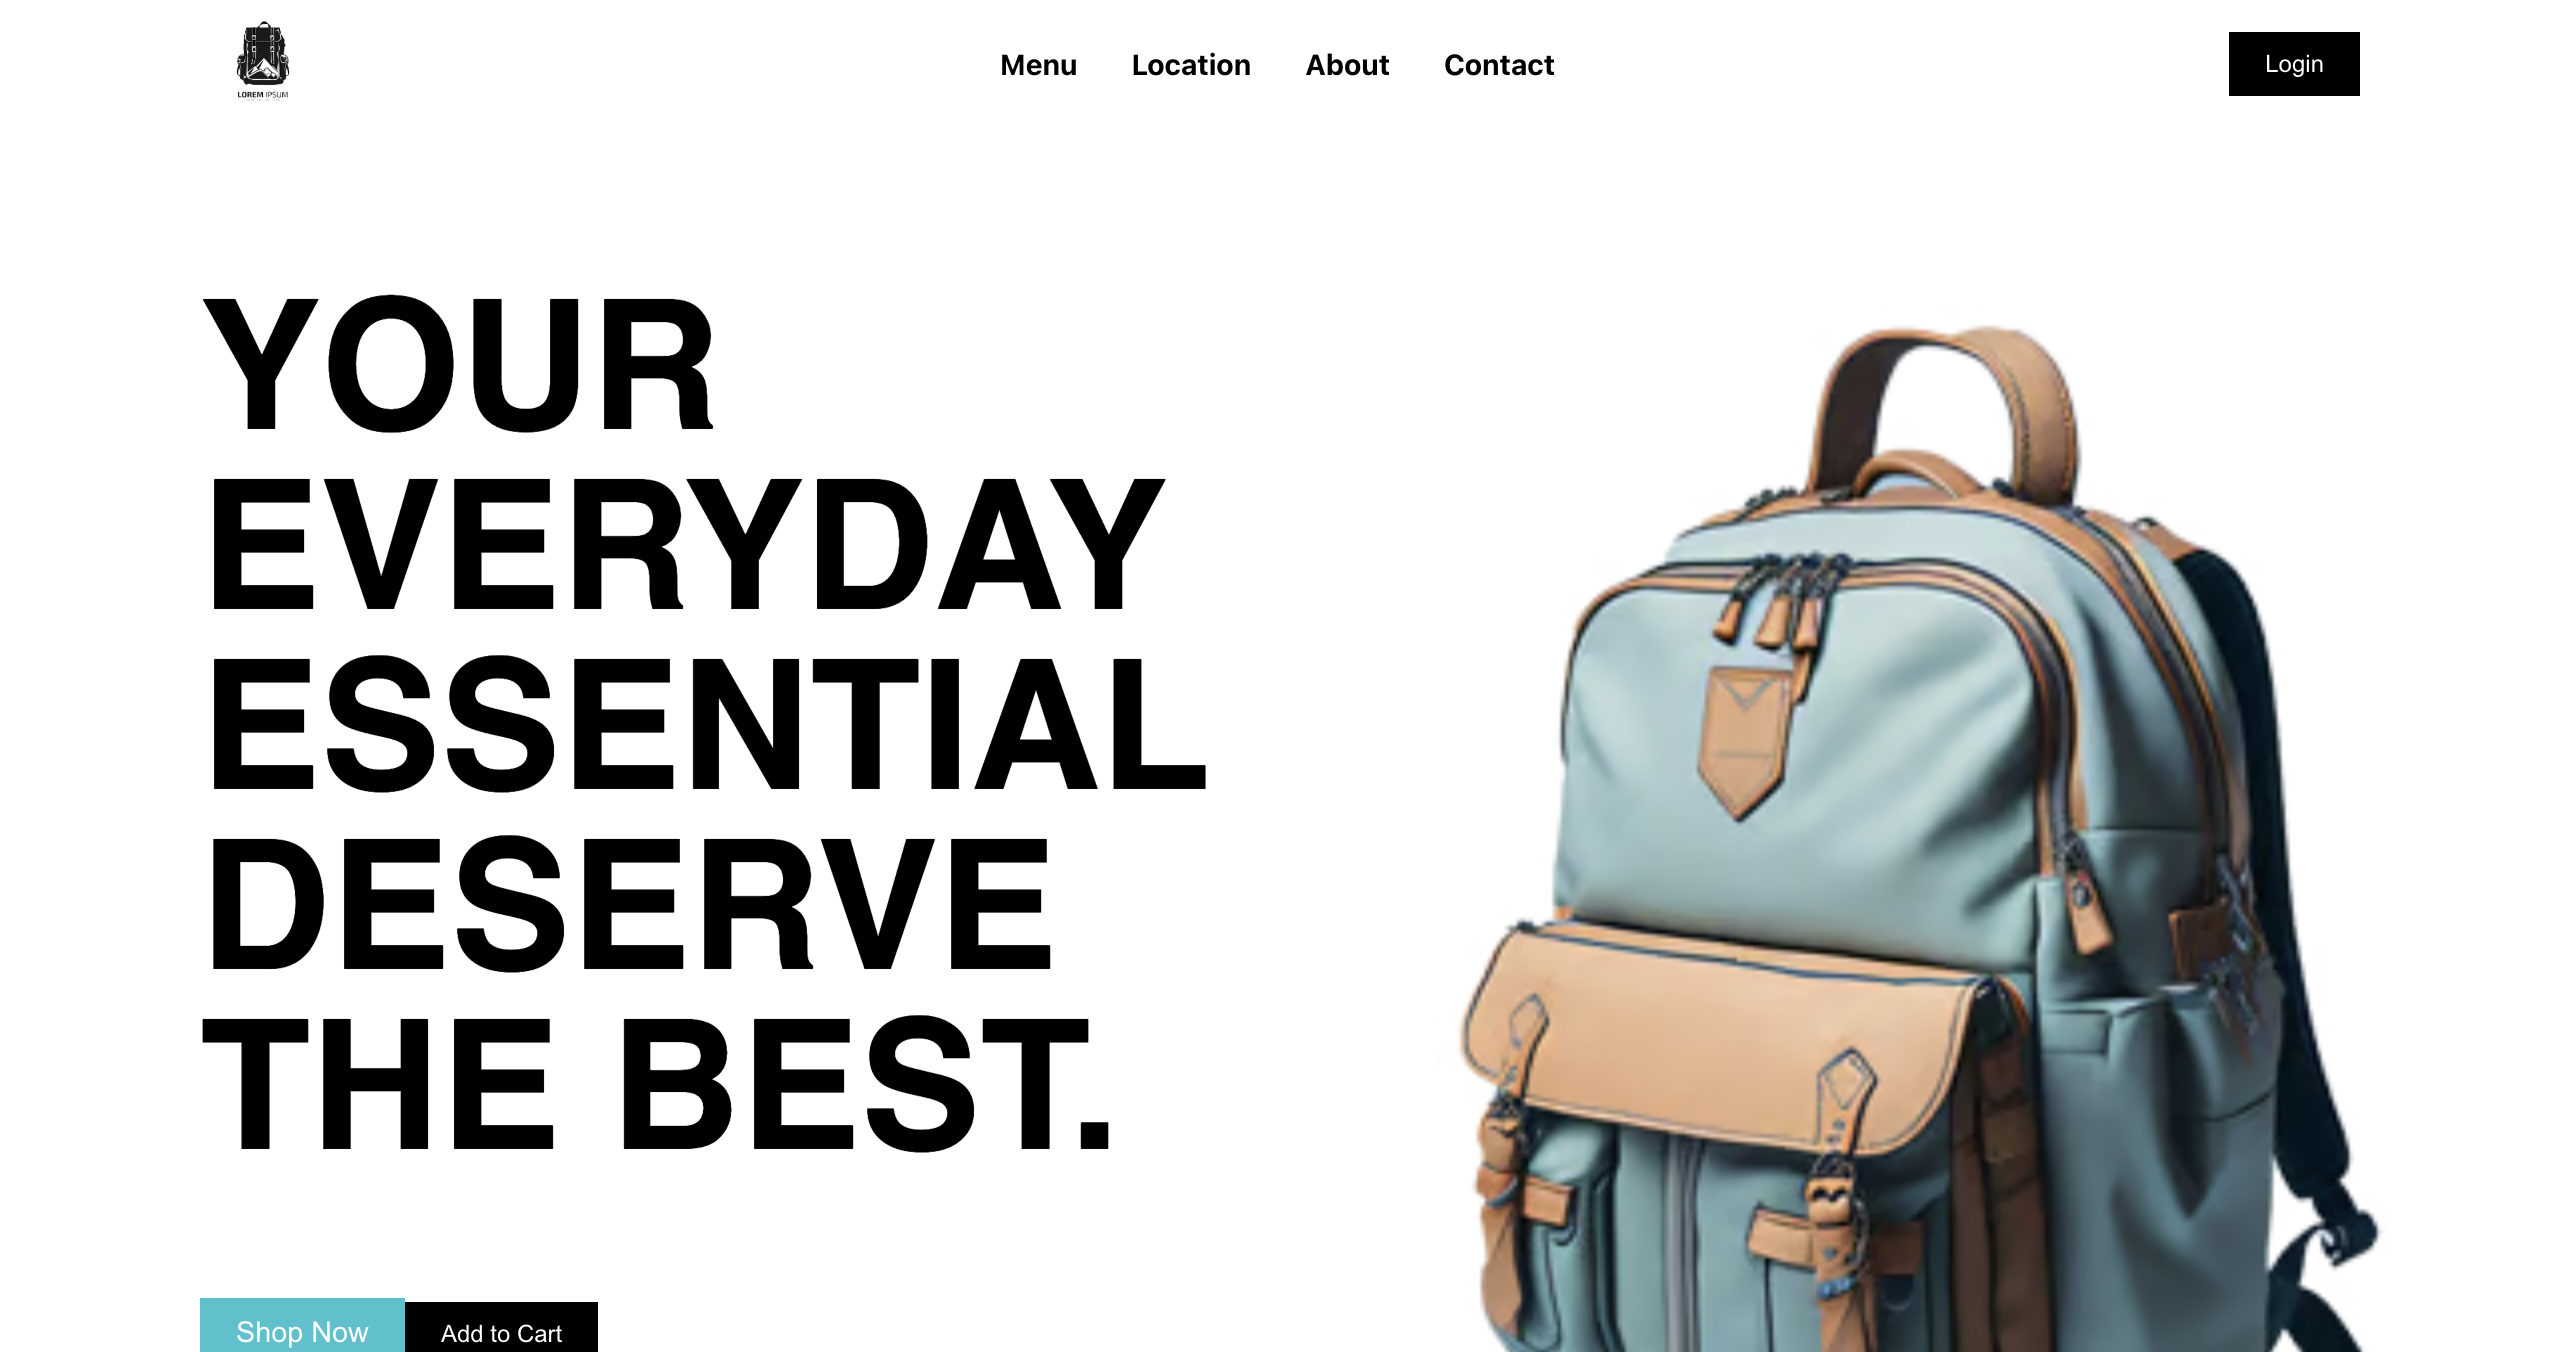 LOREM IPSUM
Menu Location About Contact
Login
YOUR
EVERYDAY
ESSENTIAL
DESERVE
THE BEST.
Shop Now Add to Cart